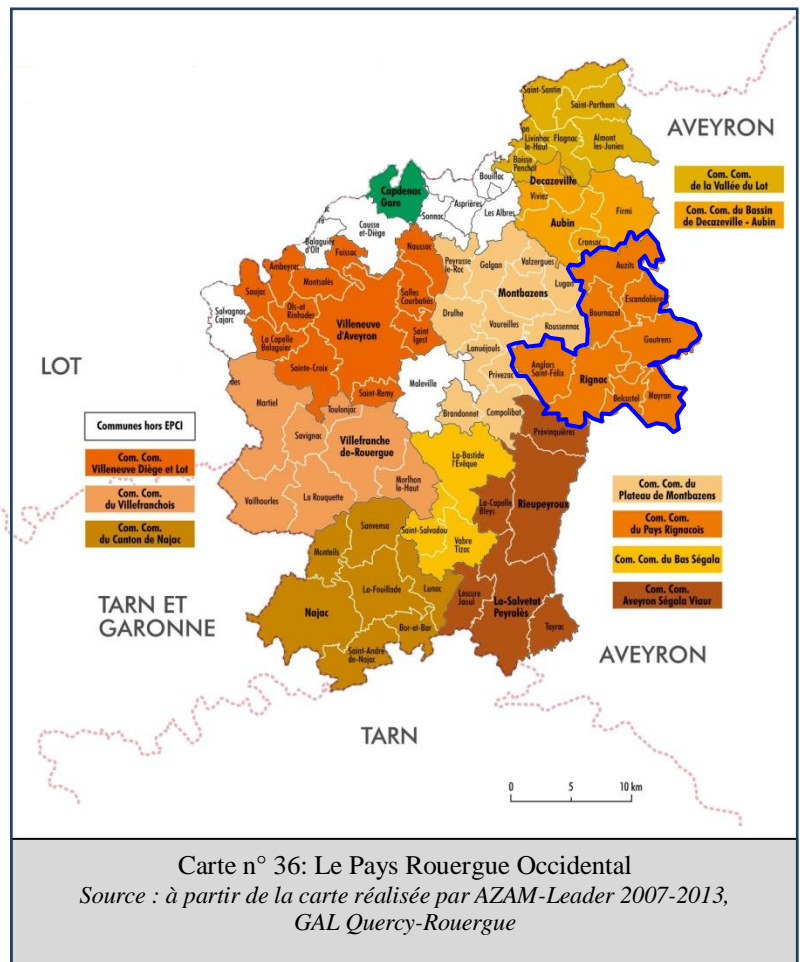 Saint-Santin
Saint-Parthem
AVEYRON
Livinhac
le-Haut
Flagnac
Almont
les-Junies
Boisse
Penchot
Com. Com.
de la Vallée du Lot
Decazeville
Viviez
Bouillac
Capdenac
Gare
Asprières
Com. Com. du Bassin
de Decazeville - Aubin
Firmi
Les Albres
Sonnac
Aubin
Causse
et-Diège
Balaguier
d'Olt
Cransac
Naussac
Foissac
Ambeyrac
Peyrusse
le-Roc
Galgan
Valzergues
Auzits
Montsalès
Lugan
Saujac
Salles
Courbatiès
Montbazens
Escandolières
Ols-et
Rinhodes
Salvagnac
Cajarc
Drulhe
Bournazel
Villeneuve
d'Aveyron
Vaureilles
Roussennac
Saint
Igest
La Capelle
Balaguier
Goutrens
Lanuéjouls
LOT
Sainte-Croix
Anglars
Saint-Félix
Privezac
Rignac
des
Maleville
Saint-Remy
Belcastel
Mayran
Martiel
Toulonjac
Brandonnet
Compolibat
Communes hors EPCI
Savignac
Villefranche
de-Rouergue
Prévinquières
Com. Com.
Villeneuve Diège et Lot
La-Bastide
l'Evêque
Com. Com.
du Villefranchois
Morlhon
le-Haut
Com. Com. du
Plateau de Montbazens
Vailhourles
La Rouquette
La-Capelle
Bleys
Rieupeyroux
Com. Com.
du Pays Rignacois
Com. Com.
du Canton de Najac
Sanvensa
Saint-Salvadou
Vabre
Tizac
Com. Com. du Bas Ségala
Monteils
La-Fouillade
Lunac
Com. Com.
Aveyron Ségala Viaur
Lescure
Jaoul
La-Salvetat
Peyralès
TARN ET
GARONNE
Najac
Bor-et-Bar
Tayrac
Saint-André
de-Najac
AVEYRON
TARN
0 5 10 km
Carte n° 36: Le Pays Rouergue Occidental
Source : à partir de la carte réalisée par AZAM-Leader 2007-2013,
GAL Quercy-Rouergue